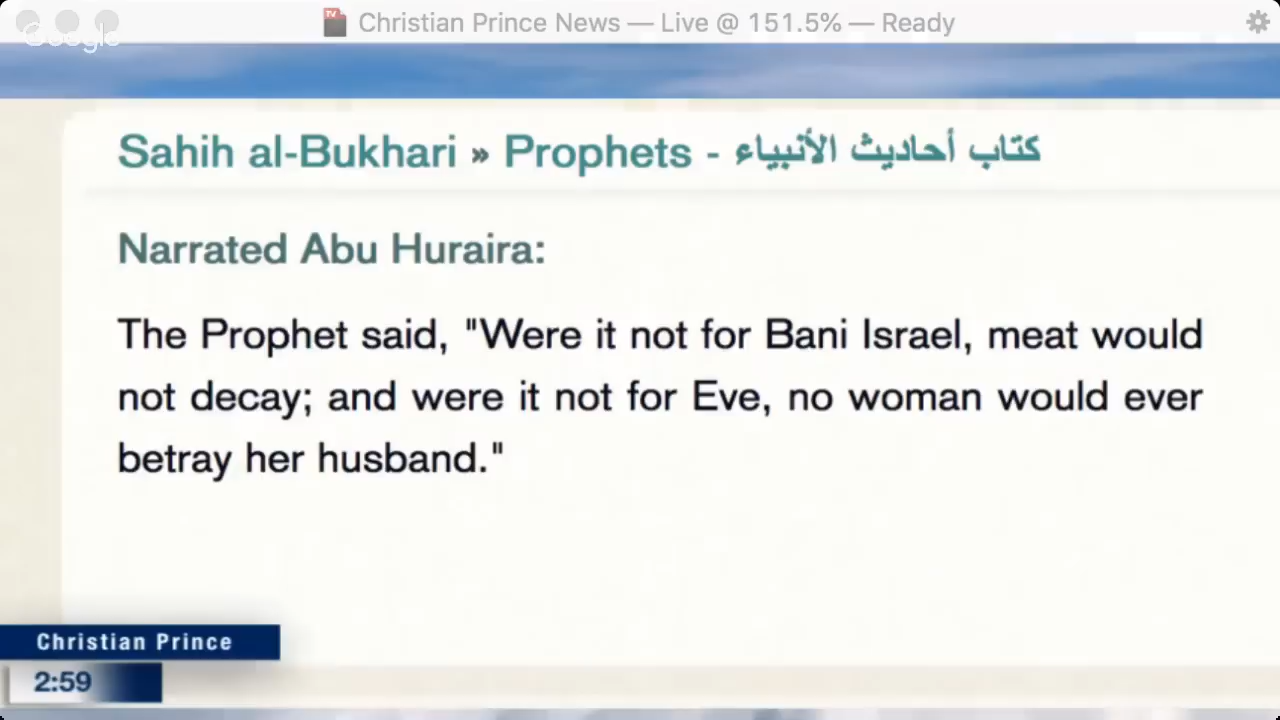 Christian Prince News — Live @ 151.5% — Ready
Google
Sahih al-Bukhari » Prophets - كتاب أحاديث الأنبياء
Narrated Abu Huraira:
The Prophet said, "Were it not for Bani Israel, meat would
not decay; and were it not for Eve, no woman would ever
betray her husband."
Christian Prince
2:59